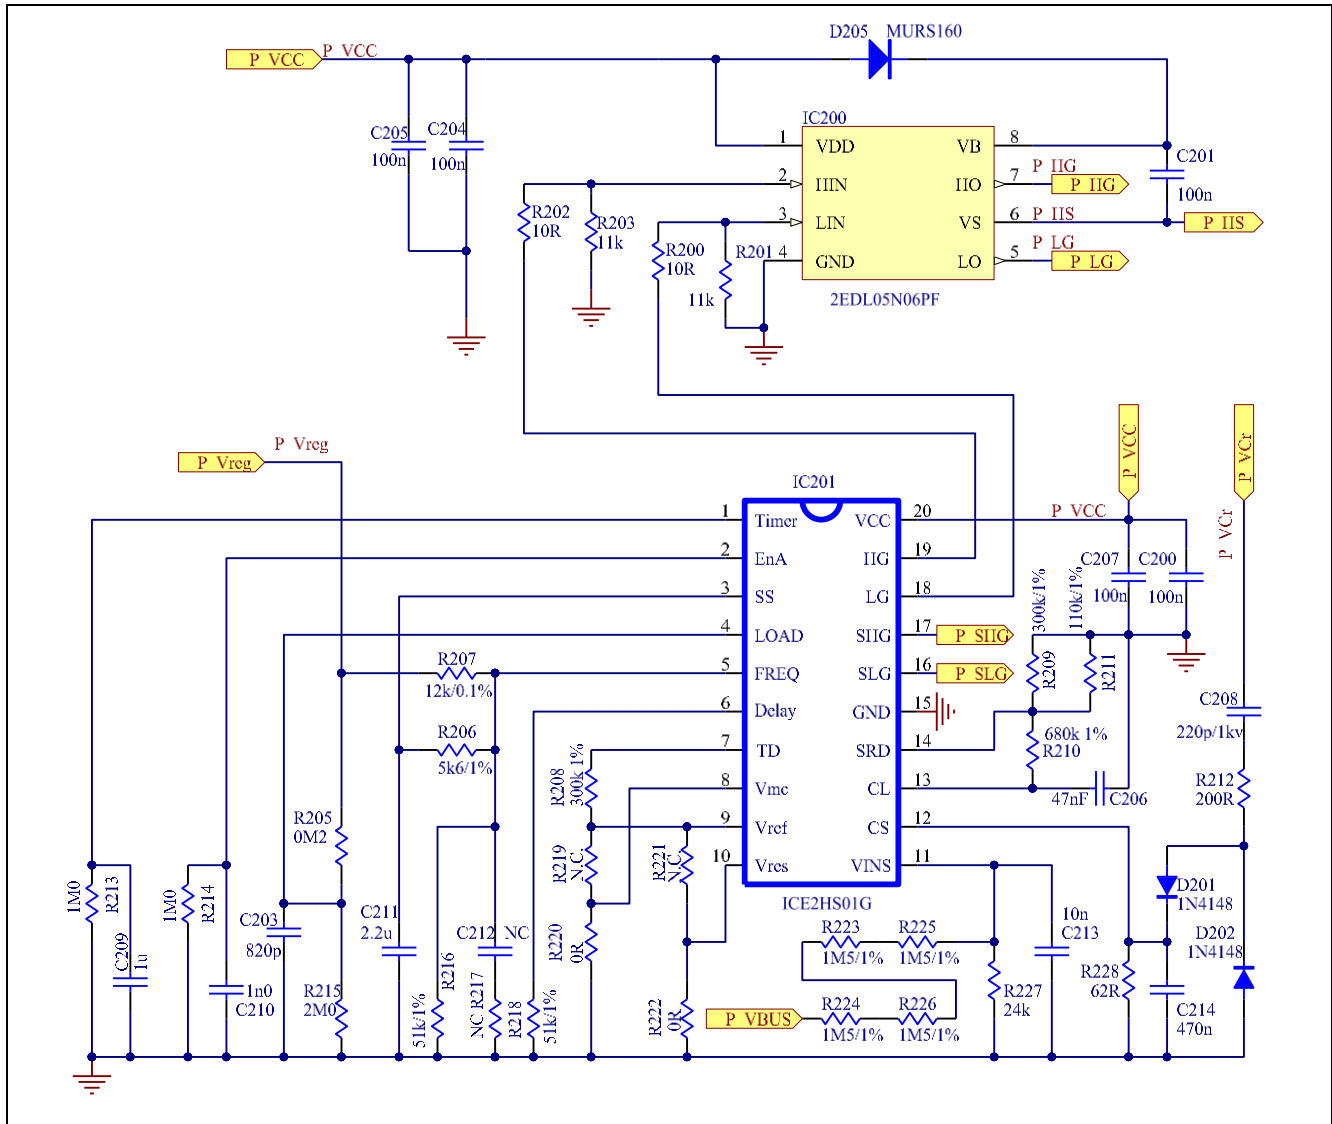 D205 MURS160
P_VCC P_VCC
IC200
C205 100n
C204 100n
1 VDD VB 8
2 HIN HO 7 P_HG P_HG
3 LIN VS 6 P_HS P_HS
4 GND LO 5 P_LG P_LG
C201 100n
R202 10R
R203 11k
R200 10R
R201 11k
2EDL05N06PF
P_Vreg P_Vreg
P_VCC
P_VCr
IC201
1 Timer VCC 20 P_VCC
2 EnA HG 19
3 SS LG 18
4 LOAD SHG 17 P_SHG
5 FREQ SLG 16 P_SLG
6 Delay GND 15
7 TD SRD 14
8 Vmc CL 13
9 Vref CS 12
10 Vres VINS 11
ICE2HS01G
P_VCr
C207 100n
C200 100n
300k/1% R209
110k/1% R211
680k 1% R210
47nF C206
C208 220p/1kv
R212 200R
R207 12k/0.1%
R206 5k6/1%
R208 300k 1%
R219 N.C.
R221 N.C.
R205 0M2
1M0 R213
C209 1u
1M0 R214
1n0 C210
C203 820p
R215 2M0
C211 2.2u
51k/1% R216
C212 NC
NC R217
R218 51k/1%
R220 0R
R222 0R
R223 1M5/1%
R225 1M5/1%
P_VBUS
R224 1M5/1%
R226 1M5/1%
R227 24k
10n C213
R228 62R
D201 1N4148
D202 1N4148
C214 470n